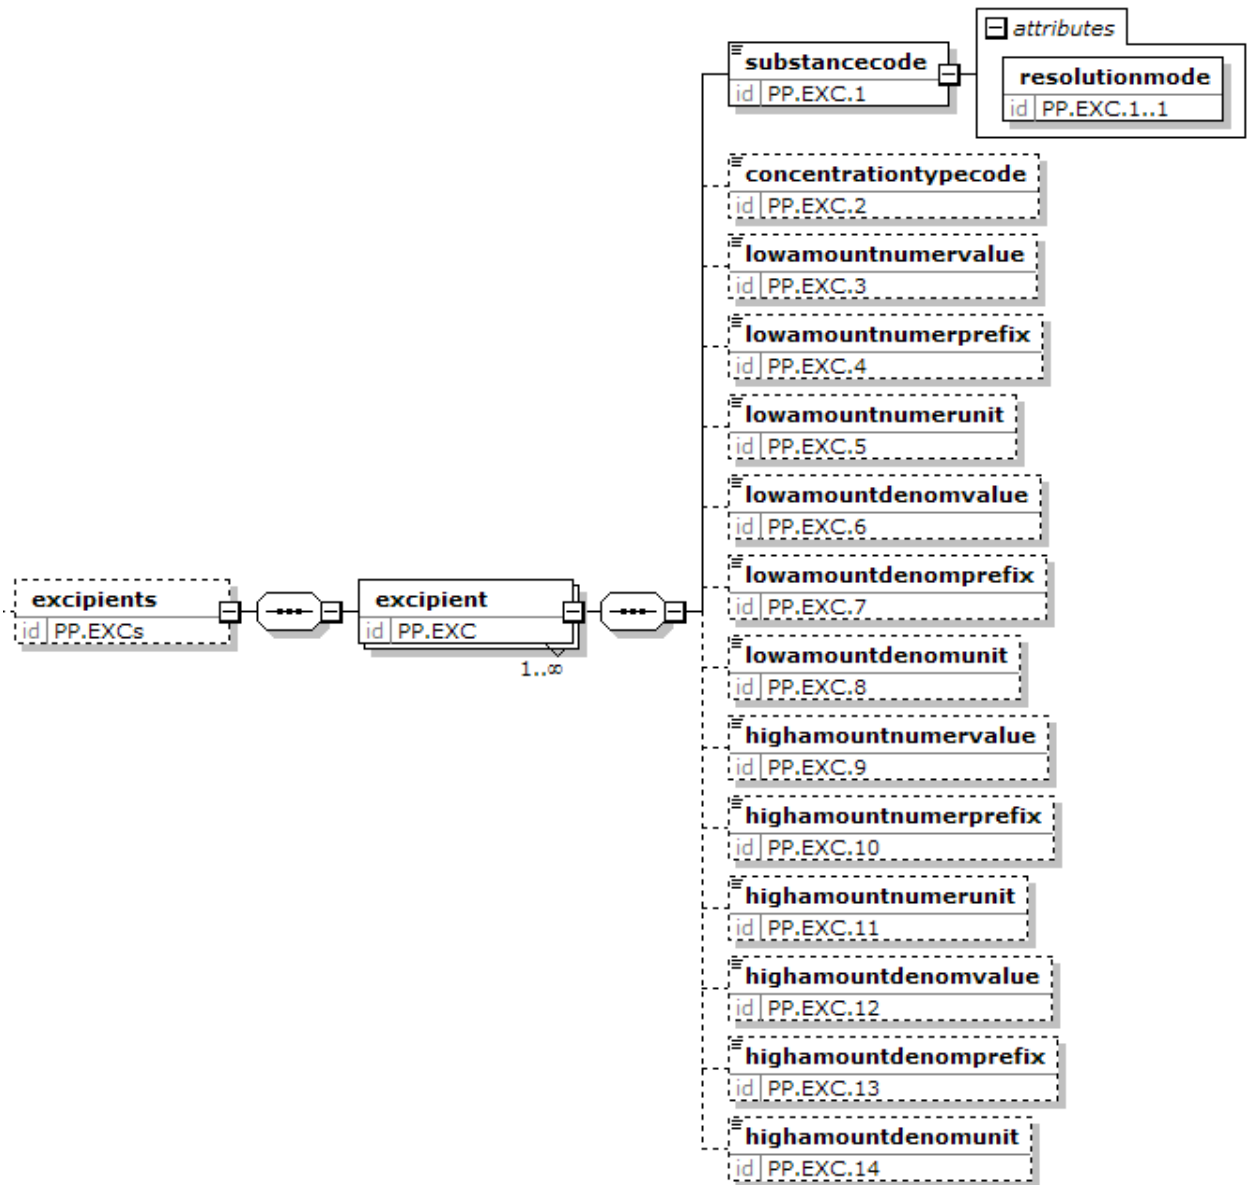 attributes
substancecode
id PP.EXC.1
resolutionmode
id PP.EXC.1..1
concentrationtypecode
id PP.EXC.2
lowamountnumervalue
id PP.EXC.3
lowamountnumerprefix
id PP.EXC.4
lowamountnumerunit
id PP.EXC.5
lowamountdenomvalue
id PP.EXC.6
excipients
id PP.EXCs
excipient
id PP.EXC
1..∞
lowamountdenomprefix
id PP.EXC.7
lowamountdenomunit
id PP.EXC.8
highamountnumervalue
id PP.EXC.9
highamountnumerprefix
id PP.EXC.10
highamountnumerunit
id PP.EXC.11
highamountdenomvalue
id PP.EXC.12
highamountdenomprefix
id PP.EXC.13
highamountdenomunit
id PP.EXC.14